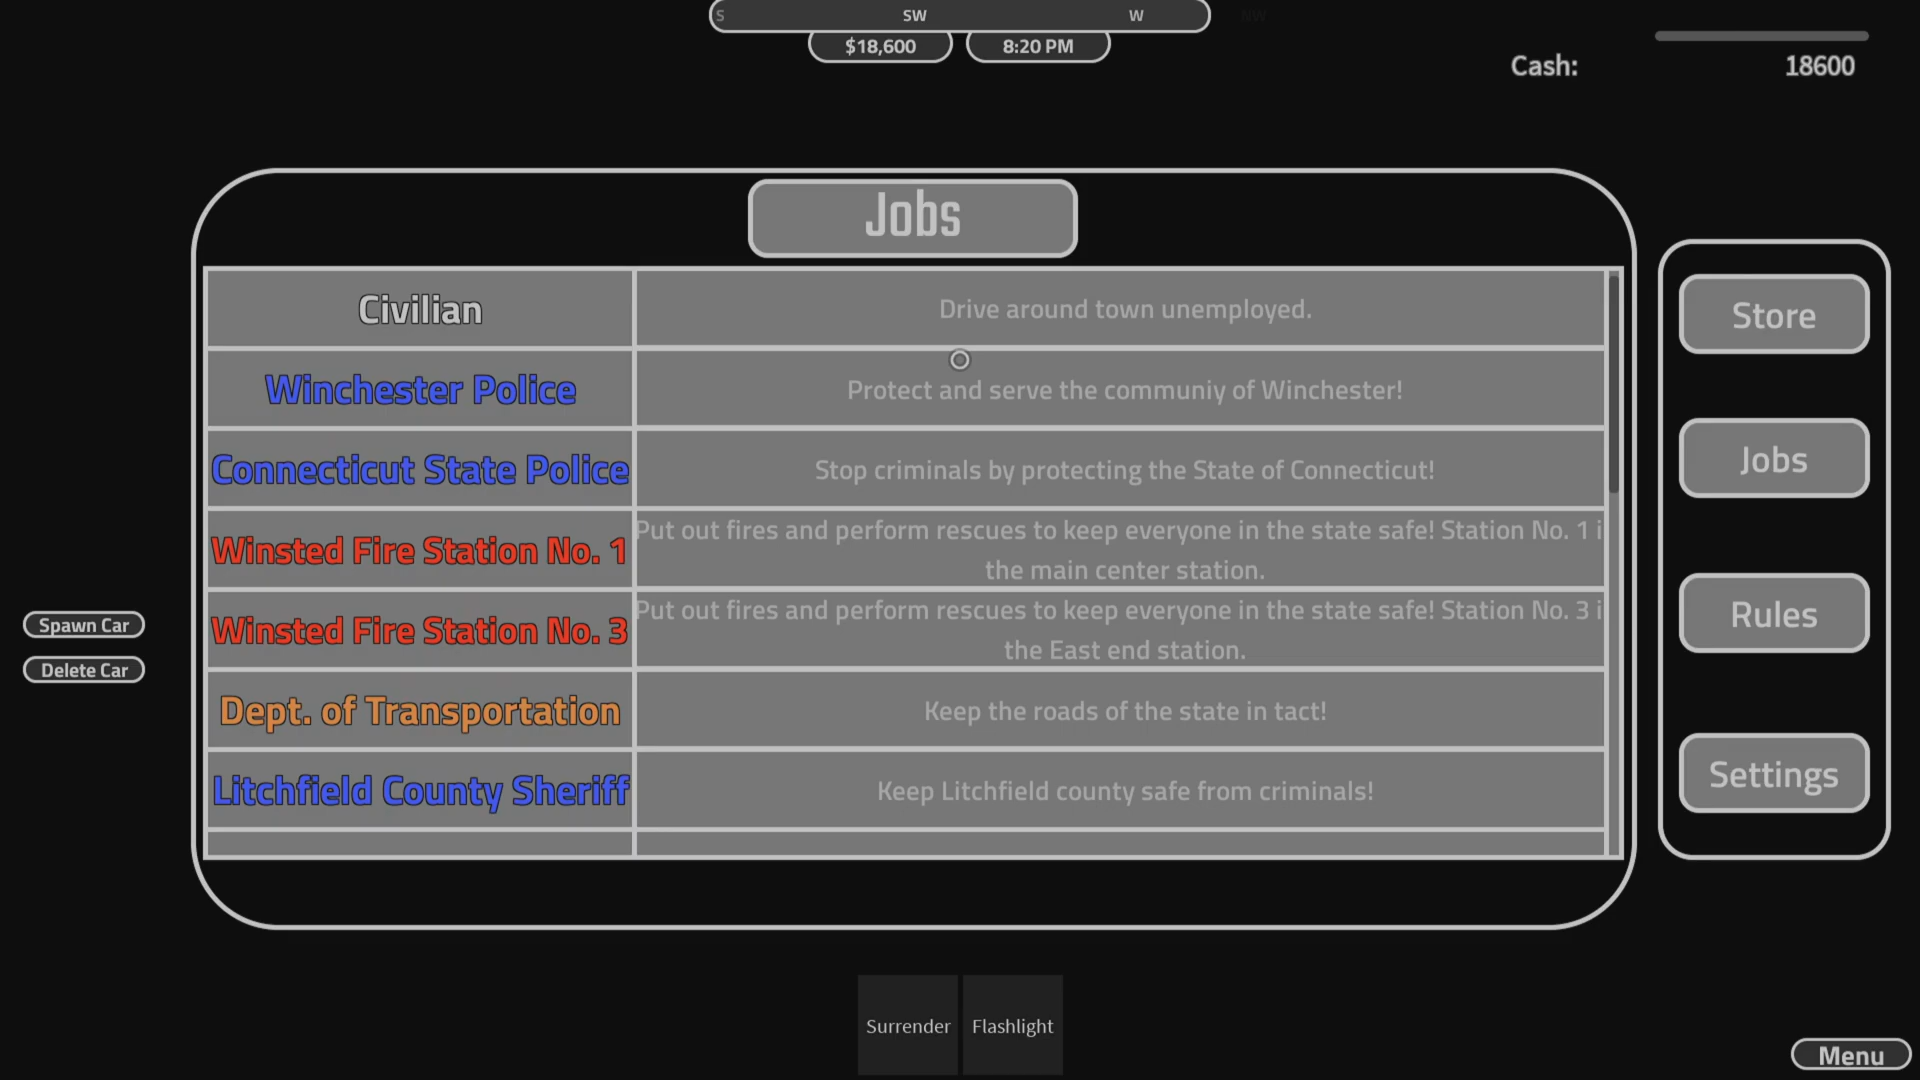 S SW W NW
$18,600 8:20 PM
Cash: 18600
Jobs
Civilian Drive around town unemployed.
Winchester Police Protect and serve the communiy of Winchester!
Connecticut State Police Stop criminals by protecting the State of Connecticut!
Winsted Fire Station No. 1 Put out fires and perform rescues to keep everyone in the state safe! Station No. 1 i
the main center station.
Winsted Fire Station No. 3 Put out fires and perform rescues to keep everyone in the state safe! Station No. 3 i
the East end station.
Dept. of Transportation Keep the roads of the state in tact!
Litchfield County Sheriff Keep Litchfield county safe from criminals!
Store
Jobs
Rules
Settings
Spawn Car
Delete Car
Surrender Flashlight
Menu